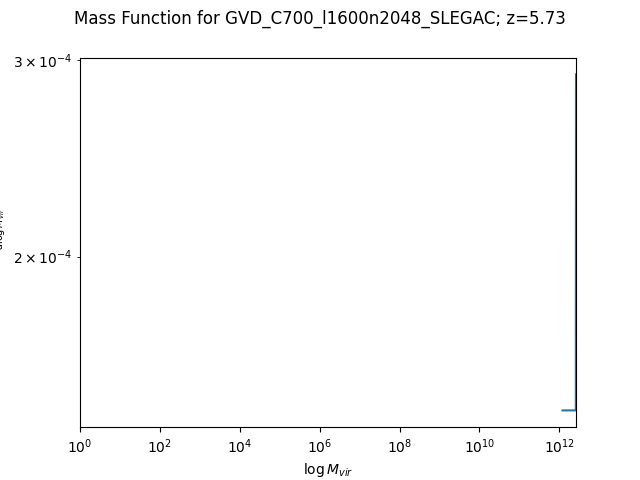 Mass Function for GVD_C700_l1600n2048_SLEGAC; z=5.73
3 × 10⁻⁴
2 × 10⁻⁴
10⁰ 10² 10⁴ 10⁶ 10⁸ 10¹⁰ 10¹²
log M_vir